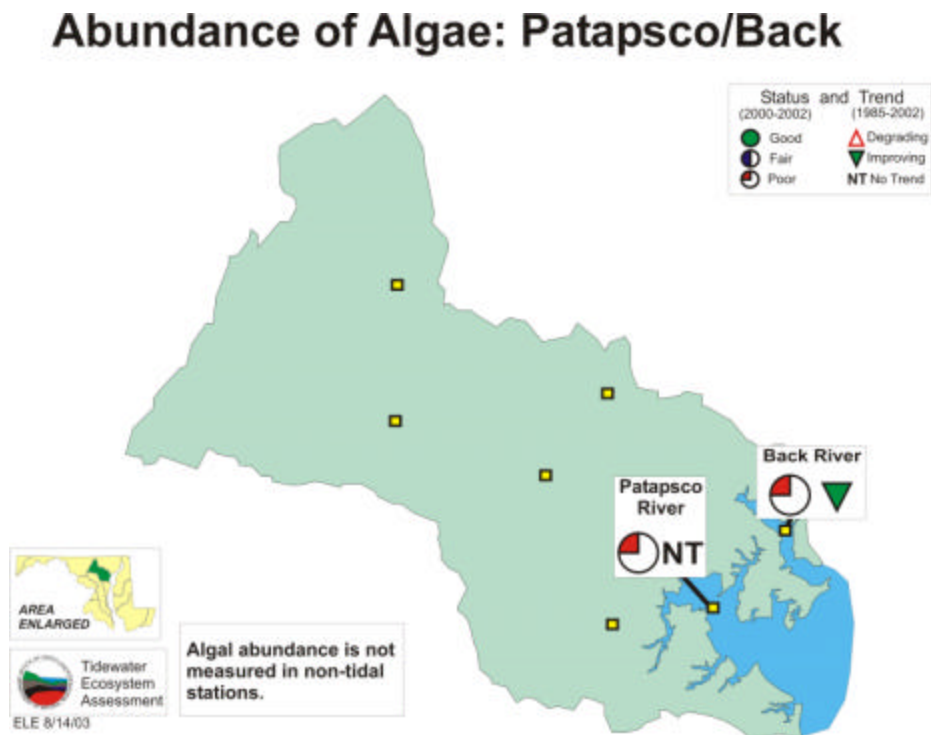 Abundance of Algae: Patapsco/Back
Status and Trend
(2000-2002) (1985-2002)
Good Degrading
Fair Improving
Poor NT No Trend
Back River
Patapsco
River
NT
AREA
ENLARGED
Algal abundance is not
measured in non-tidal
stations.
Tidewater
Ecosystem
Assessment
ELE 8/14/03